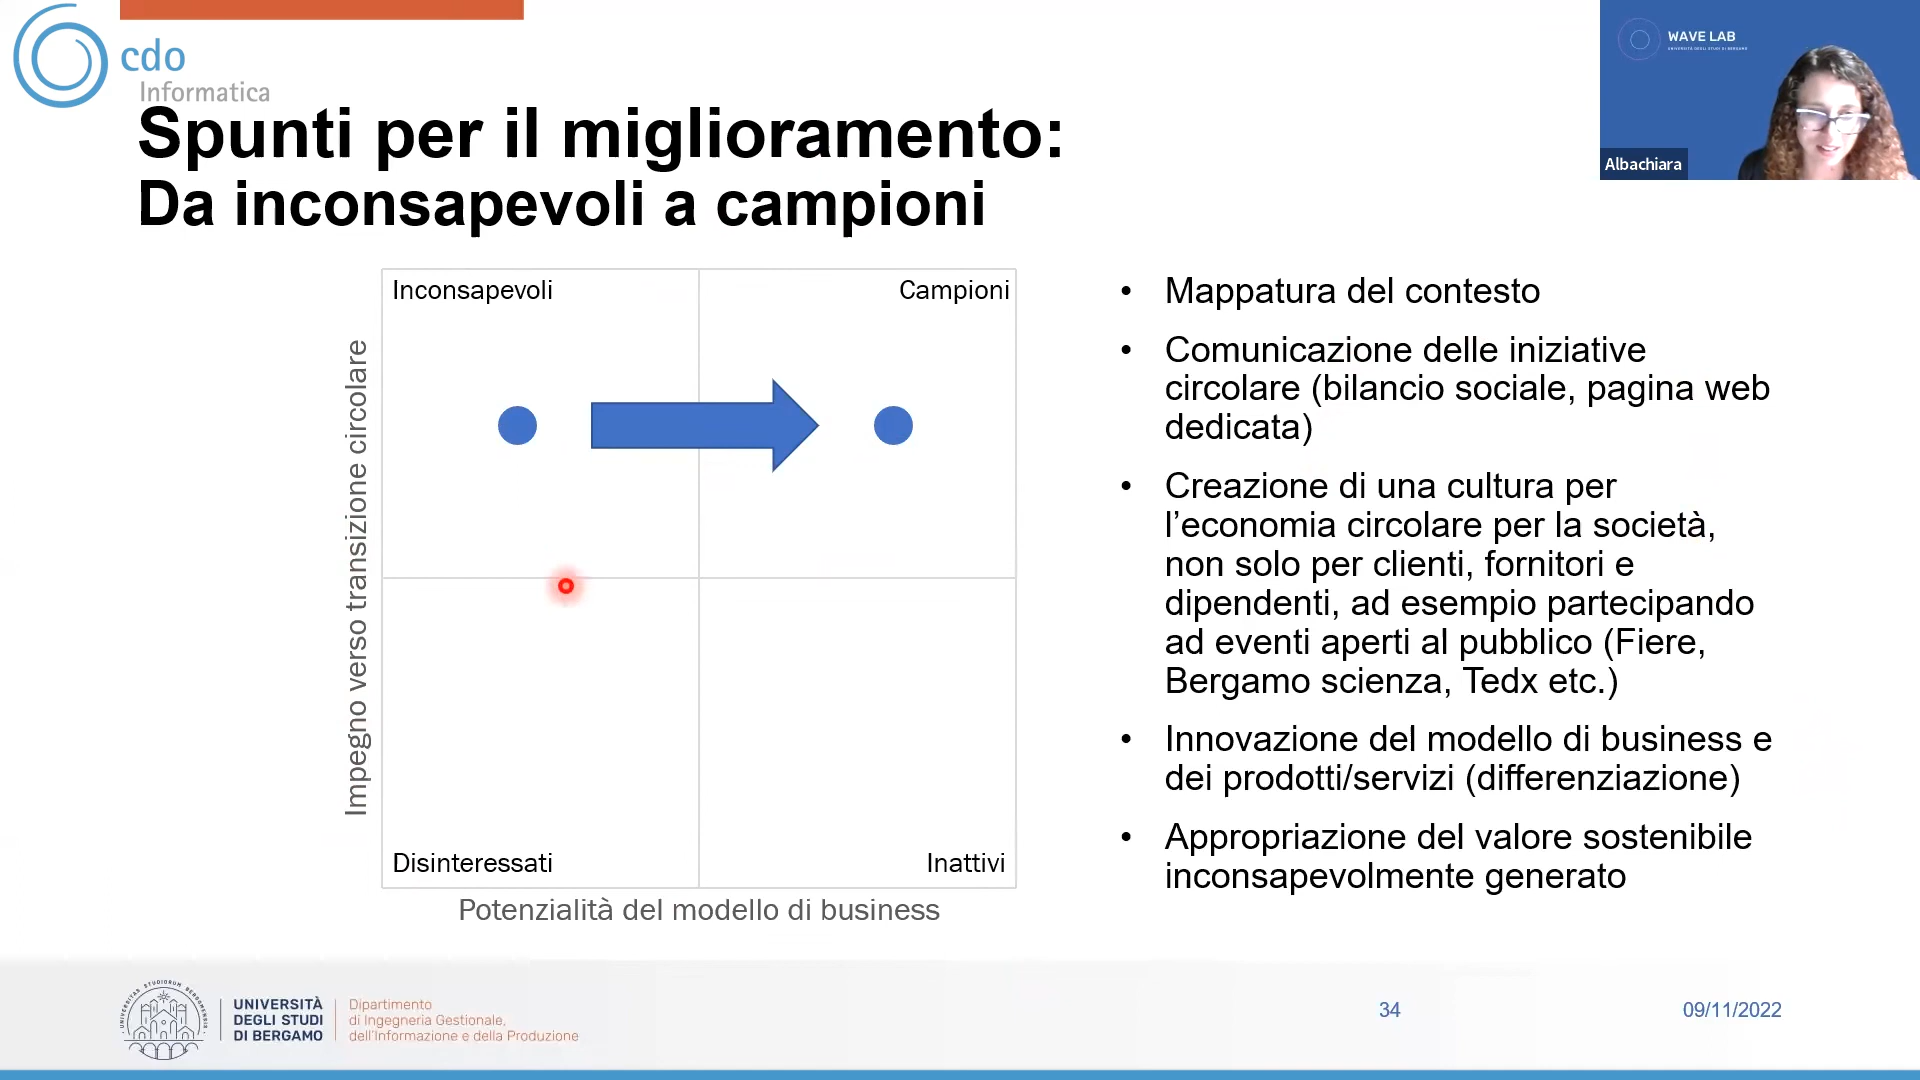 cdo
Informatica
WAVE LAB
Albachiara
Spunti per il miglioramento:
Da inconsapevoli a campioni
Inconsapevoli
Campioni
Impegno verso transizione circolare
Disinteressati
Inattivi
Potenzialità del modello di business
• Mappatura del contesto
• Comunicazione delle iniziative
circolare (bilancio sociale, pagina web
dedicata)
• Creazione di una cultura per
l’economia circolare per la società,
non solo per clienti, fornitori e
dipendenti, ad esempio partecipando
ad eventi aperti al pubblico (Fiere,
Bergamo scienza, Tedx etc.)
• Innovazione del modello di business e
dei prodotti/servizi (differenziazione)
• Appropriazione del valore sostenibile
inconsapevolmente generato
UNIVERSITÀ
DEGLI STUDI
DI BERGAMO
Dipartimento
di Ingegneria Gestionale,
dell'Informazione e della Produzione
34
09/11/2022